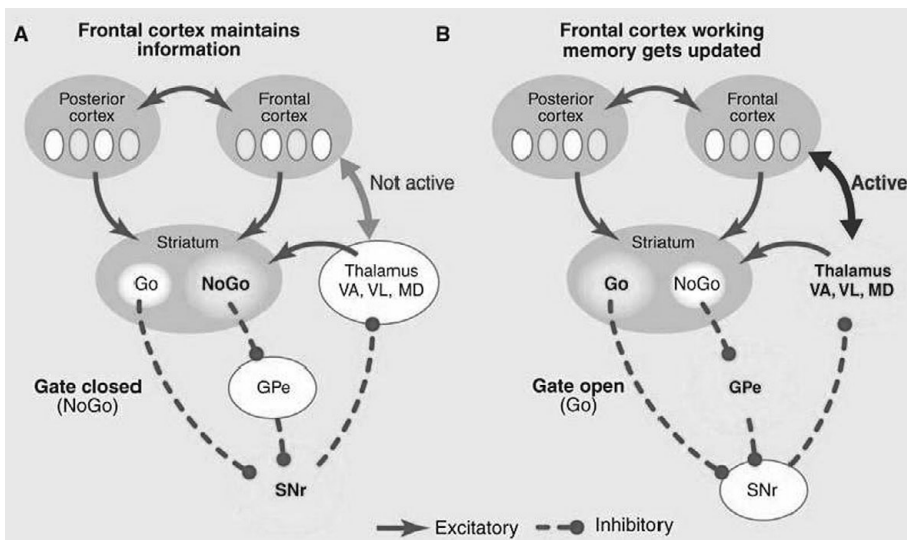 A
Frontal cortex maintains
information
Posterior
cortex
Frontal
cortex
Not active
Striatum
Go
NoGo
Thalamus
VA, VL, MD
Gate closed
(NoGo)
GPe
SNr
B
Frontal cortex working
memory gets updated
Posterior
cortex
Frontal
cortex
Active
Striatum
Go
NoGo
Thalamus
VA, VL, MD
Gate open
(Go)
GPe
SNr
Excitatory
Inhibitory